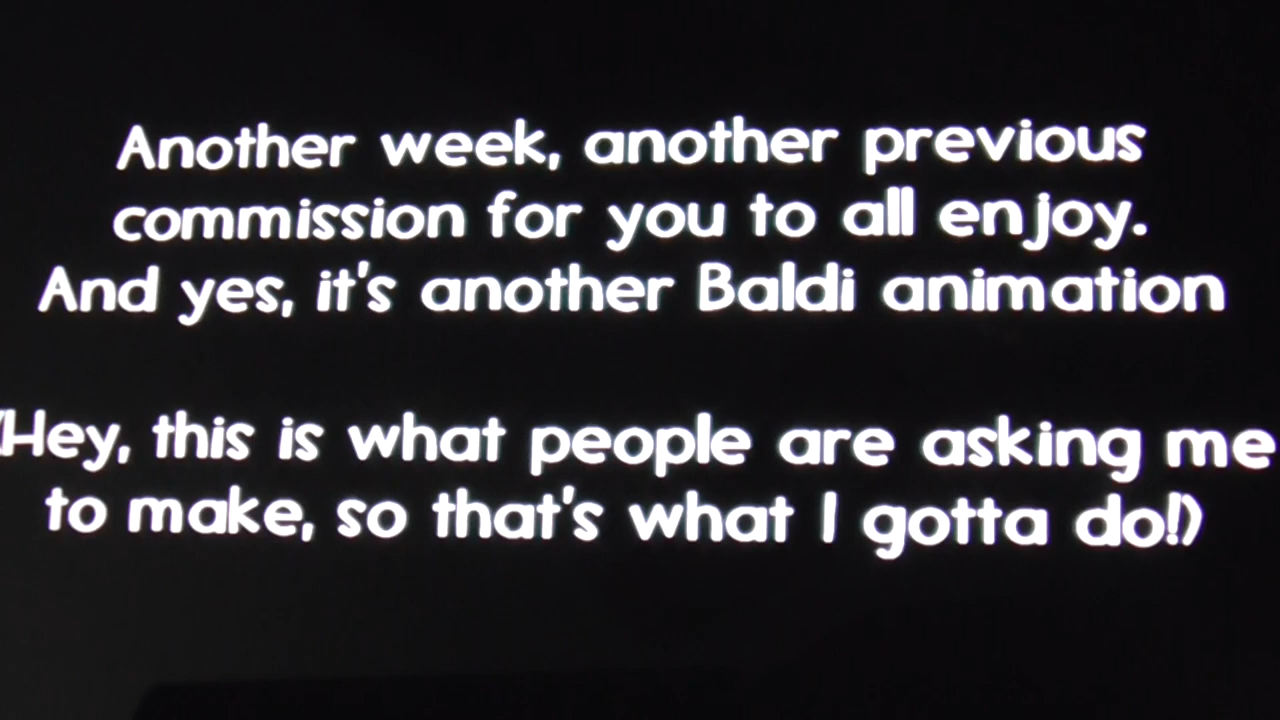 Another week, another previous
commission for you to all enjoy.
And yes, it's another Baldi animation
(Hey, this is what people are asking me
to make, so that's what I gotta do!)